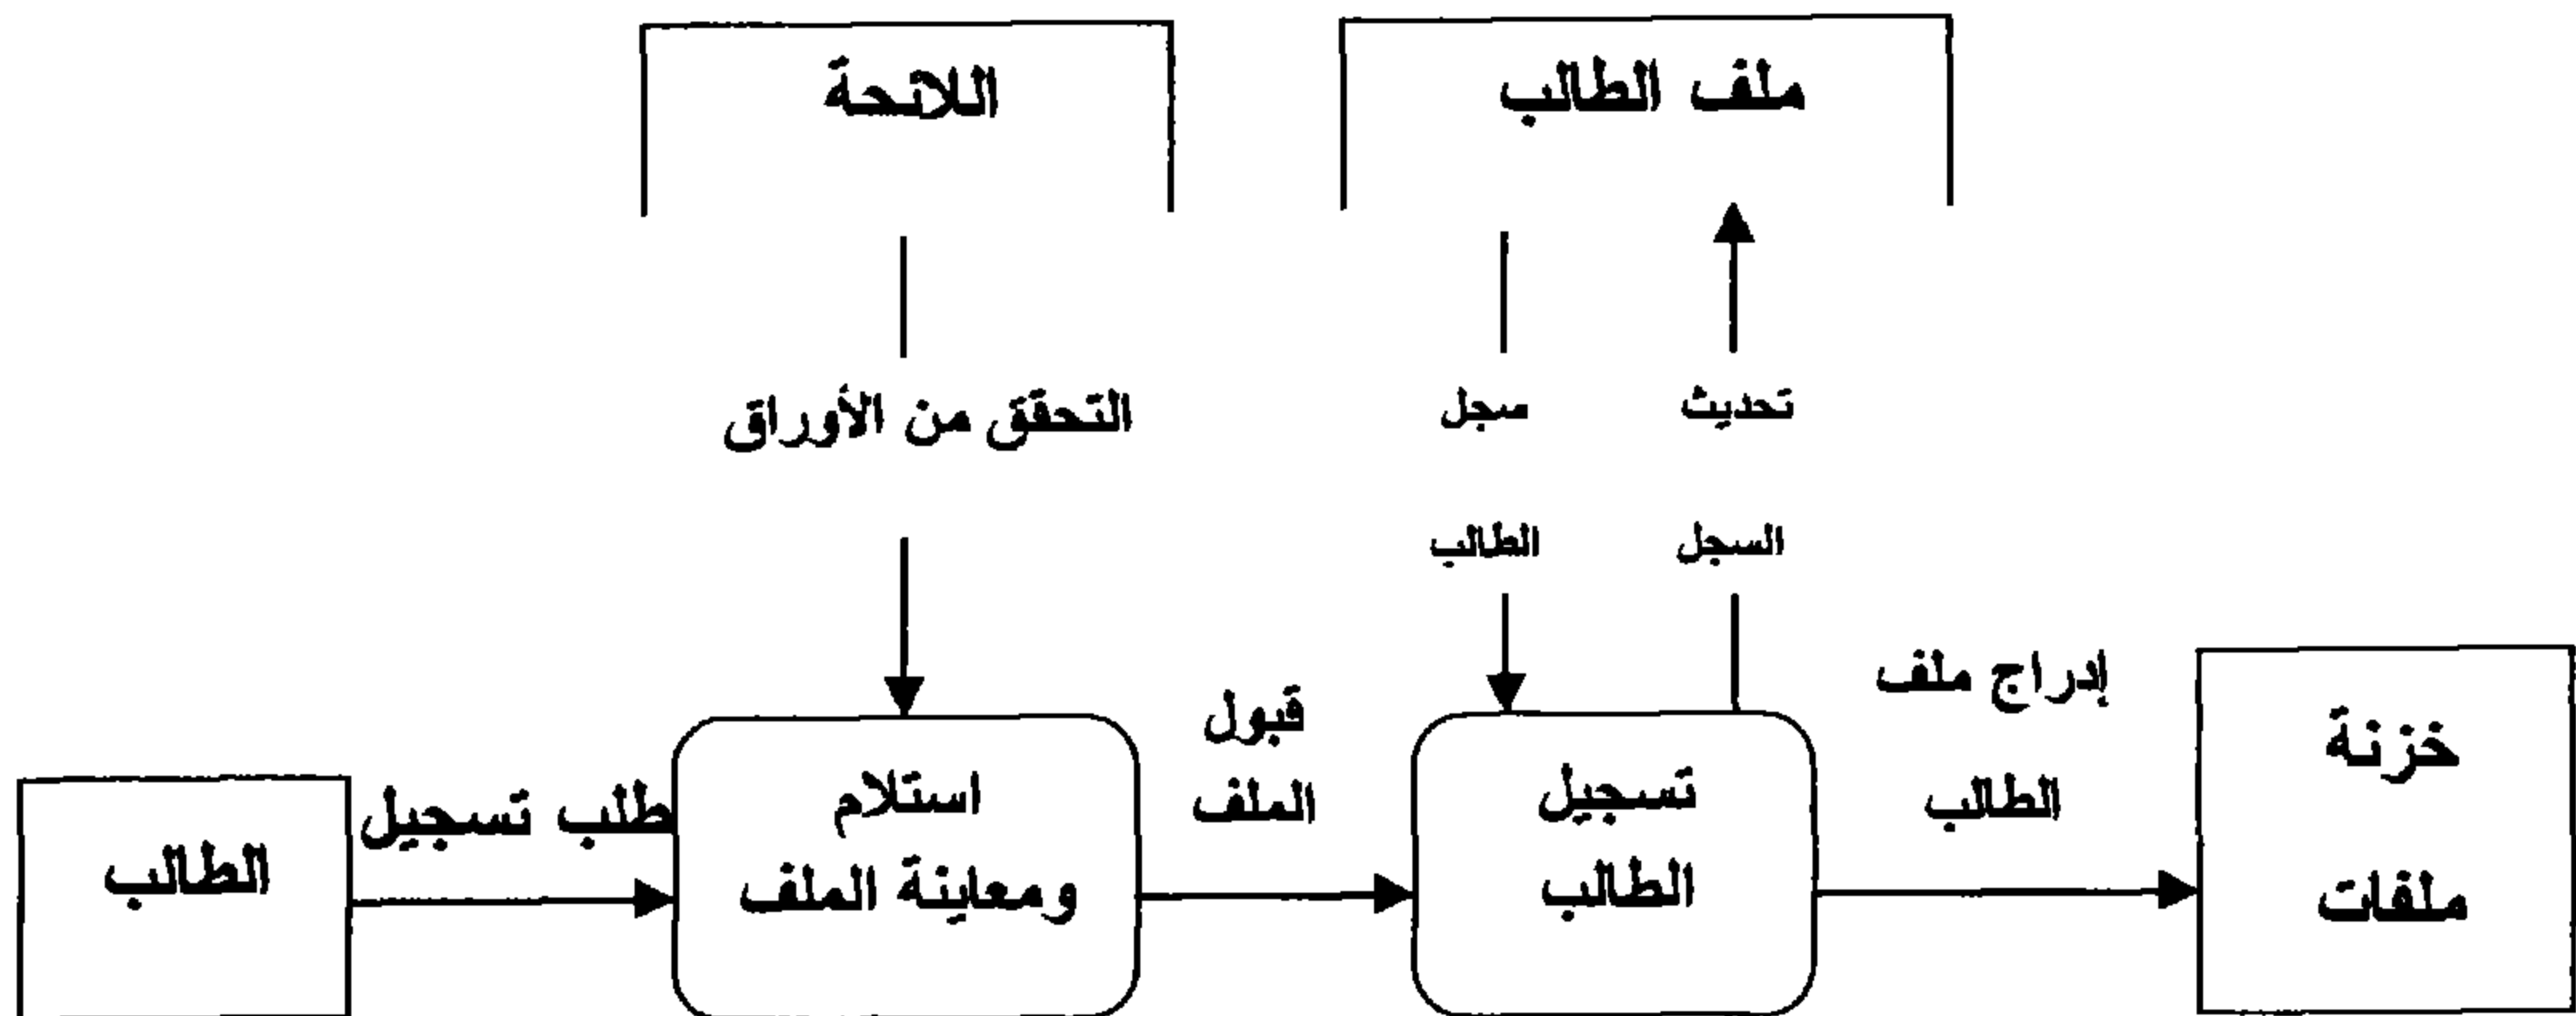 اللائحة
ملف الطالب
التحقق من الأوراق
سجل
الطالب
تحديث
السجل
الطالب
طلب تسجيل
استلام
ومعاينة الملف
قبول
الملف
تسجيل
الطالب
إدراج ملف
الطالب
خزنة
ملفات